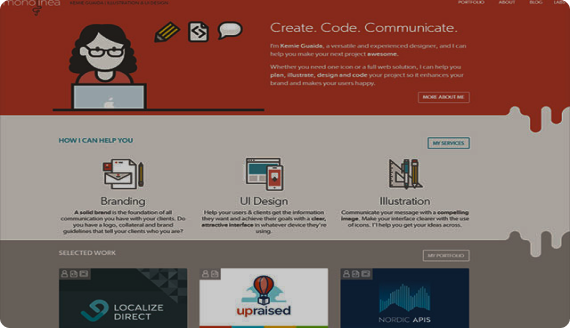 PORTFOLIO ABOUT BLOG
Create. Code. Communicate.
I'm Keinie Guaida, a versatile and experienced designer, and I can
help you make your next project awesome.
Whether you need one icon or a full web solution, I can help you
plan, illustrate, design and code your project so it enhances your
brand and makes your users happy.
MORE ABOUT ME
HOW I CAN HELP YOU
MY SERVICES
Branding
A solid brand is the foundation of all
communication you have with your clients. Do
you have a logo, collateral and brand
guidelines that tell your clients who you are?
UI Design
Help your users & clients get the information
they want and achieve their goals with a clear,
attractive interface in whatever device they're
using.
Illustration
Communicate your message with a compelling
image. Make your interface clearer with the use
of icons. I'll help you get your ideas across.
SELECTED WORK
MY PORTFOLIO
LOCALIZE
DIRECT
upraised
NORDIC APIS